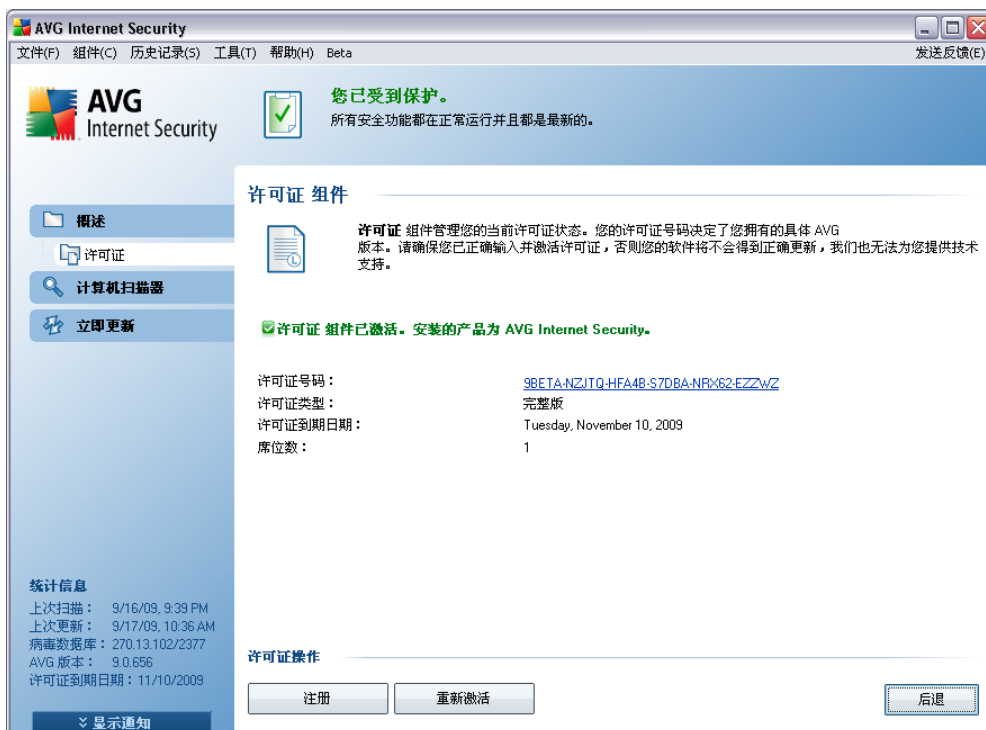 AVG Internet Security
文件(F) 组件(C) 历史记录(S) 工具(T) 帮助(H) Beta 发送反馈(E)
AVG
Internet Security
您已受到保护。
所有安全功能都在正常运行并且都是最新的。
概述
许可证
计算机扫描器
立即更新
许可证 组件
许可证 组件管理您的当前许可证状态。您的许可证号码决定了您拥有的具体 AVG
版本。请确保您已正确输入并激活许可证，否则您的软件将不会得到正确更新，我们也无法为您提供技术
支持。
许可证 组件已激活。安装的产品为 AVG Internet Security。
许可证号码： 9BETA-NZJTQ-HFA4B-S7DBA-NRX62-EZZWZ
许可证类型： 完整版
许可证到期日期： Tuesday, November 10, 2009
席位数： 1
统计信息
上次扫描： 9/16/09, 9:39 PM
上次更新： 9/17/09, 10:36 AM
病毒数据库： 270.13.102/2377
AVG 版本： 9.0.656
许可证到期日期： 11/10/2009
显示通知
许可证操作
注册 重新激活 后退